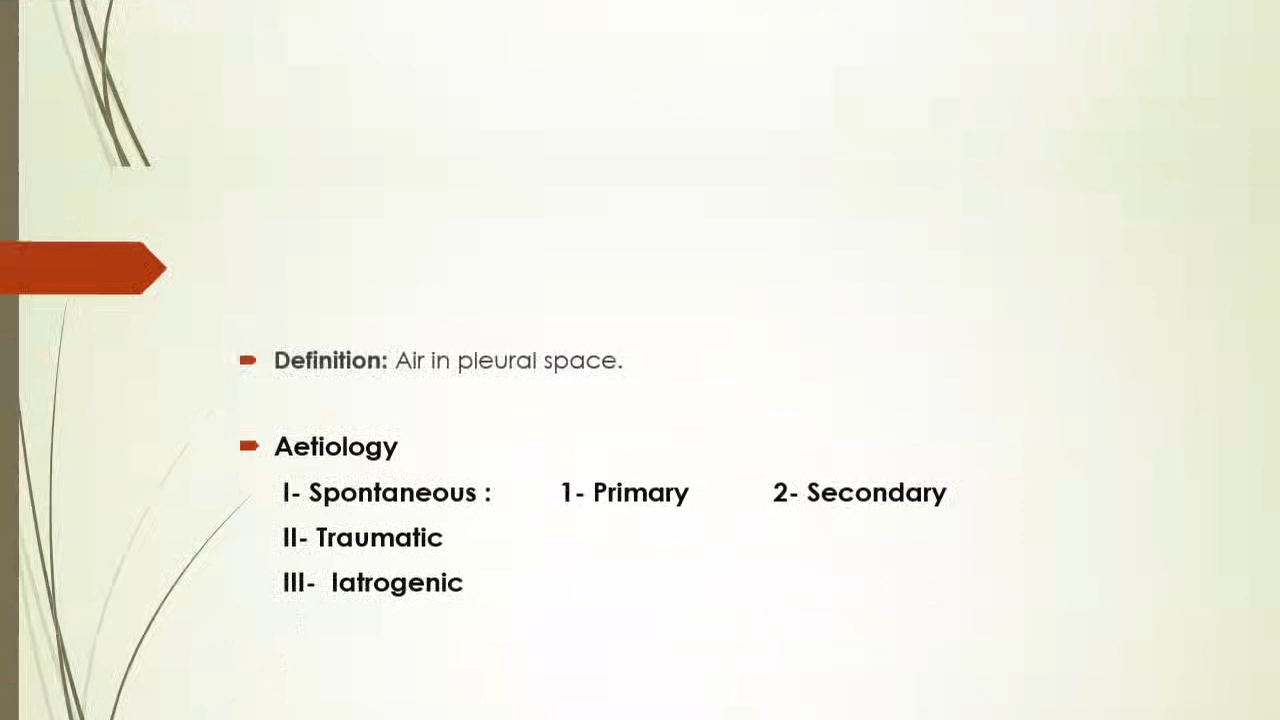 Definition: Air in pleural space.
Aetiology
I- Spontaneous : 1- Primary 2- Secondary
II- Traumatic
III- Iatrogenic